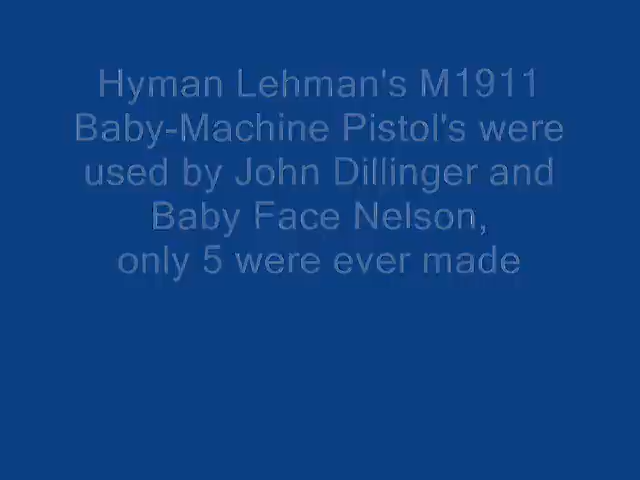 Hyman Lehman's M1911
Baby-Machine Pistol's were
used by John Dillinger and
Baby Face Nelson,
only 5 were ever made